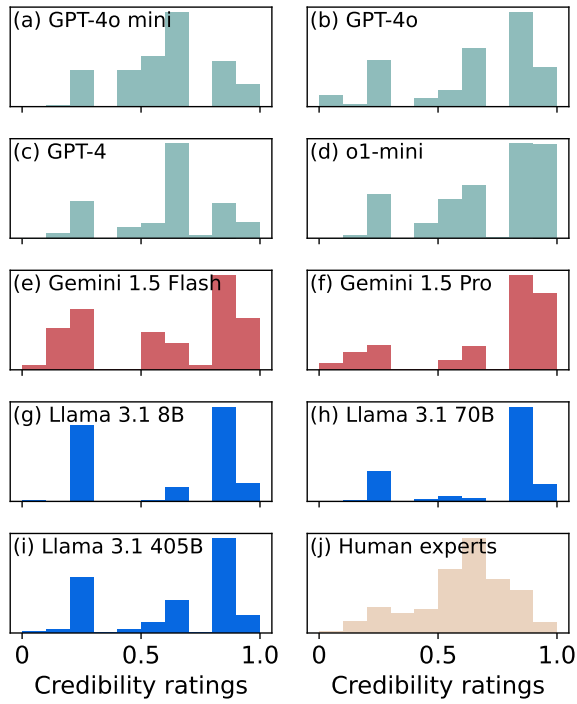 (a) GPT-4o mini
(b) GPT-4o
(c) GPT-4
(d) o1-mini
(e) Gemini 1.5 Flash
(f) Gemini 1.5 Pro
(g) Llama 3.1 8B
(h) Llama 3.1 70B
(i) Llama 3.1 405B
(j) Human experts
0 0.5 1.0
0 0.5 1.0
Credibility ratings
Credibility ratings